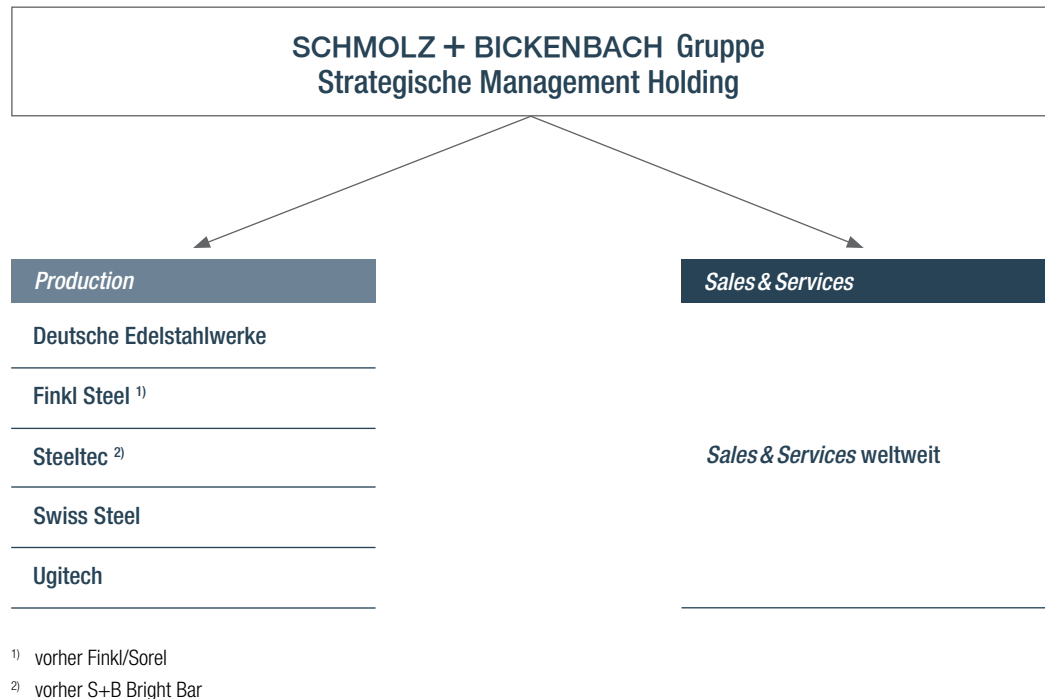 SCHMOLZ + BICKENBACH Gruppe
Strategische Management Holding
Production
Deutsche Edelstahlwerke
Finkl Steel 1)
Steeltec 2)
Swiss Steel
Ugitech
Sales & Services
Sales & Services weltweit
1) vorher Finkl/Sorel
2) vorher S+B Bright Bar